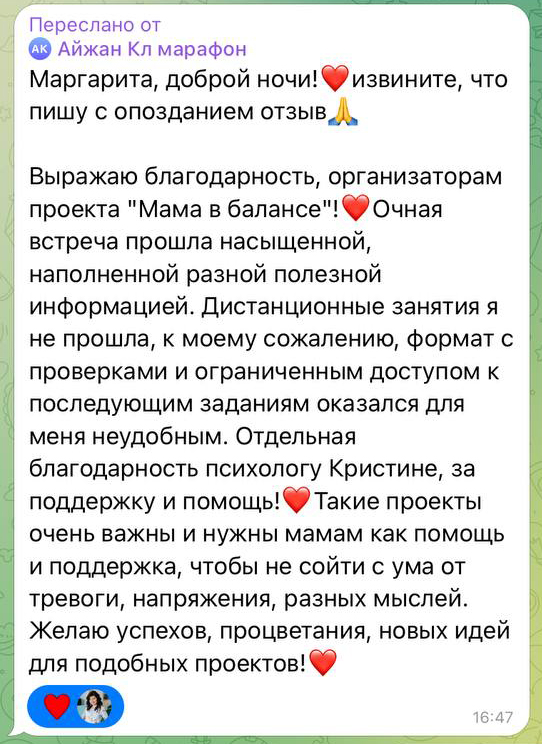 Переслано от
АК Айжан Кл марафон
Маргарита, доброй ночи!❤️извините, что
пишу с опозданием отзыв🙏
Выражаю благодарность, организаторам
проекта "Мама в балансе"!❤️Очная
встреча прошла насыщенной,
наполненной разной полезной
информацией. Дистанционные занятия я
не прошла, к моему сожалению, формат с
проверками и ограниченным доступом к
последующим заданиям оказался для
меня неудобным. Отдельная
благодарность психологу Кристине, за
поддержку и помощь!❤️Такие проекты
очень важны и нужны мамам как помощь
и поддержка, чтобы не сойти с ума от
тревоги, напряжения, разных мыслей.
Желаю успехов, процветания, новых идей
для подобных проектов!❤️
16:47